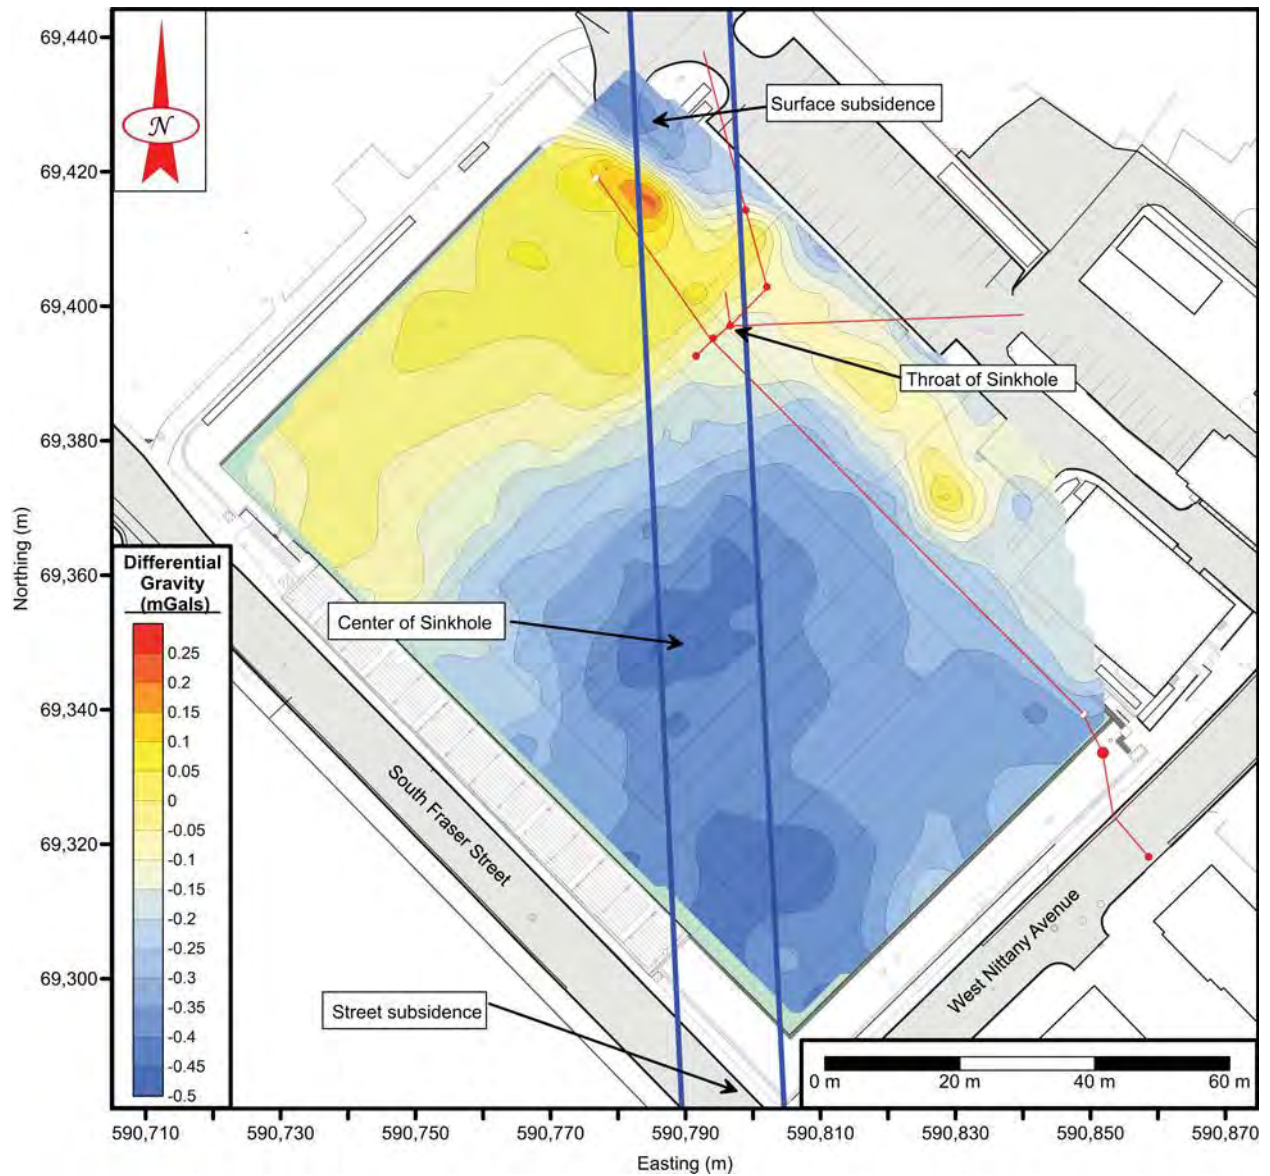 69,440
69,420
69,400
69,380
69,360
69,340
69,320
69,300
Northing (m)
N
Surface subsidence
Throat of Sinkhole
Center of Sinkhole
Street subsidence
South Fraser Street
West Nittany Avenue
Differential
Gravity
(mGals)
0.25
0.2
0.15
0.1
0.05
0
-0.05
-0.1
-0.15
-0.2
-0.25
-0.3
-0.35
-0.4
-0.45
-0.5
0 m
20 m
40 m
60 m
590,710
590,730
590,750
590,770
590,790
590,810
590,830
590,850
590,870
Easting (m)